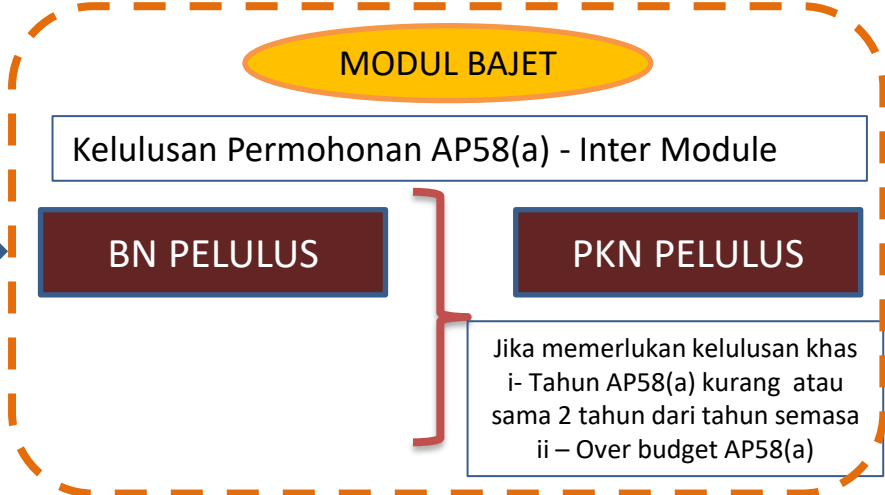 MODUL BAJET
Kelulusan Permohonan AP58(a) - Inter Module
BN PELULUS
PKN PELULUS
Jika memerlukan kelulusan khas
i- Tahun AP58(a) kurang atau
sama 2 tahun dari tahun semasa
ii – Over budget AP58(a)